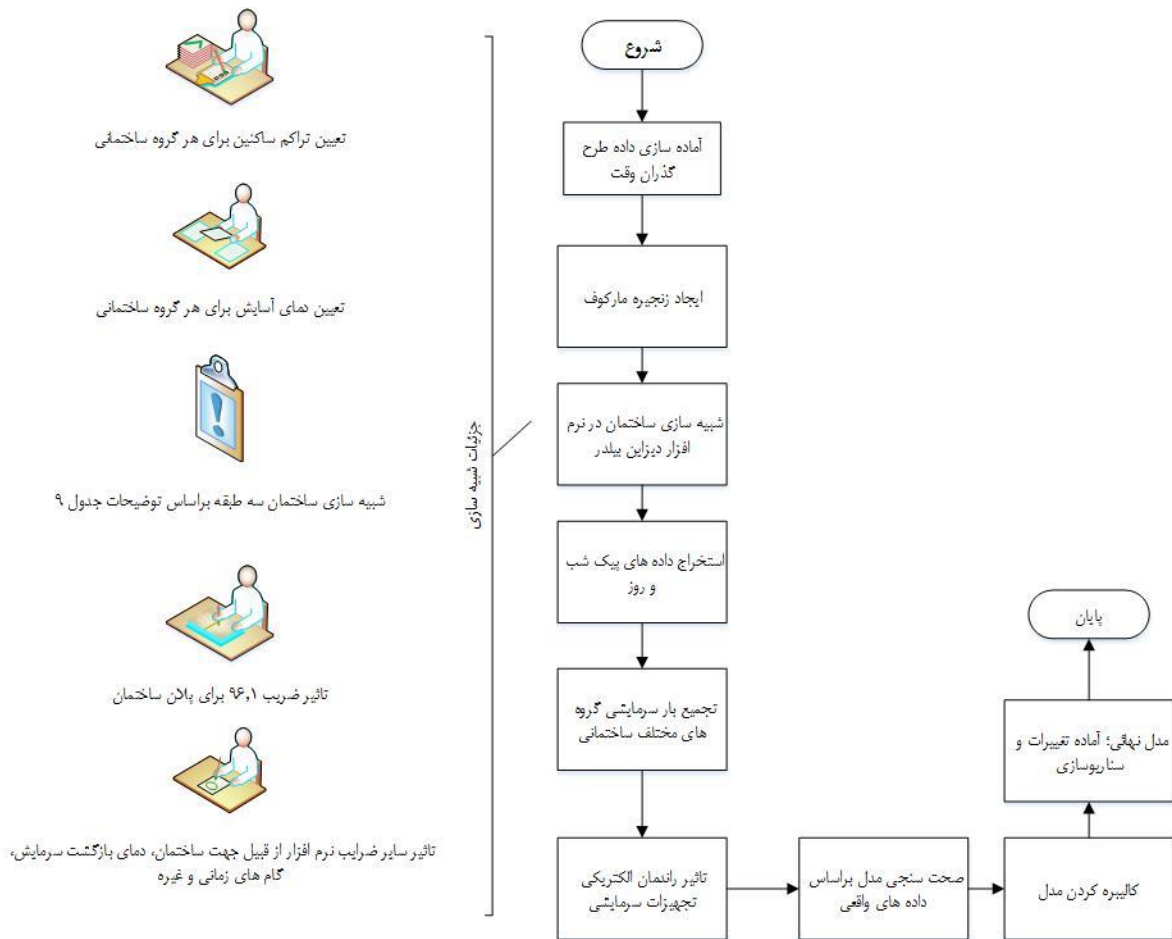 شروع
آماده سازی داده طرح
گذران وقت
ایجاد زنجیره مارکوف
شبیه سازی ساختمان در نرم
افزار دیزاین بیلدر
استخراج داده های پیک شب
و روز
تجمیع بار سرمایشی گروه
های مختلف ساختمانی
تاثیر راندمان الکتریکی
تجهیزات سرمایشی
صحت سنجی مدل براساس
داده های واقعی
کالیبره کردن مدل
مدل نهائی؛ آماده تغییرات و
سناریوسازی
پایان
جزئیات شبیه سازی
تعیین تراکم ساکنین برای هر گروه ساختمانی
تعیین دمای آسایش برای هر گروه ساختمانی
شبیه سازی ساختمان سه طبقه براساس توضیحات جدول ۹
تاثیر ضریب ۹۶,۱ برای پلان ساختمان
تاثیر سایر ضرایب نرم افزار از قبیل جهت ساختمان، دمای بازگشت سرمایش،
گام های زمانی و غیره